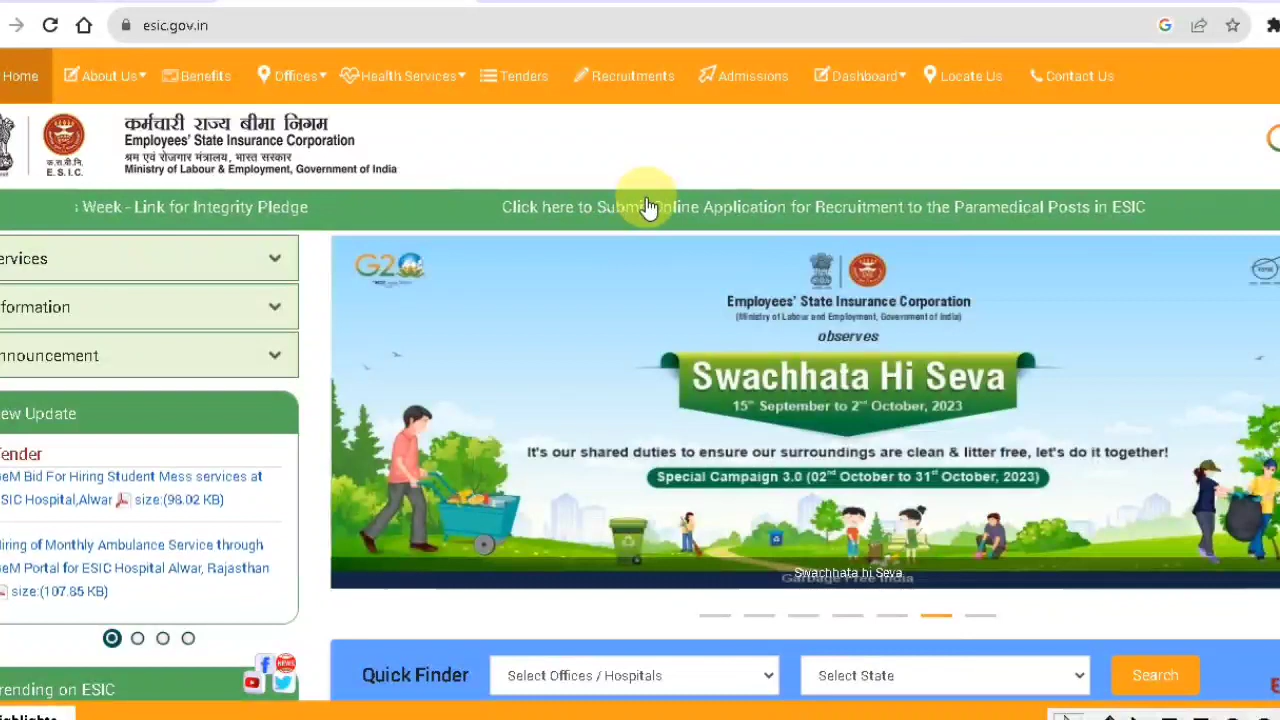 esic.gov.in
Home About Us Benefits Offices Health Services Tenders Recruitments Admissions Dashboard Locate Us Contact Us
कर्मचारी राज्य बीमा निगम
Employees' State Insurance Corporation
श्रम एवं रोजगार मंत्रालय, भारत सरकार
Ministry of Labour & Employment, Government of India
क.रा.बी.नि.
E. S. I. C.
s Week - Link for Integrity Pledge
Click here to Submit Online Application for Recruitment to the Paramedical Posts in ESIC
ervices
formation
nnouncement
ew Update
ender
eM Bid For Hiring Student Mess services at
SIC Hospital,Alwar size:(98.02 KB)
iring of Monthly Ambulance Service through
eM Portal for ESIC Hospital Alwar, Rajasthan
size:(107.85 KB)
rending on ESIC
NEWS
G20
Employees' State Insurance Corporation
(Ministry of Labour and Employment, Government of India)
observes
Swachhata Hi Seva
15th September to 2nd October, 2023
It's our shared duties to ensure our surroundings are clean & litter free, let's do it together!
Special Campaign 3.0 (02nd October to 31st October, 2023)
Swachhata hi Seva
Garbage Free India
Quick Finder
Select Offices / Hospitals
Select State
Search